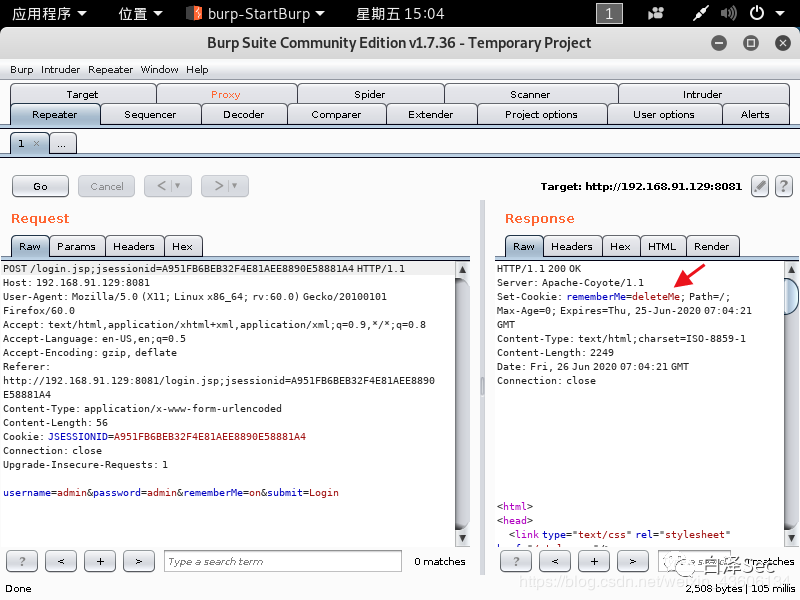 应用程序 位置 burp-StartBurp 星期五 15:04 1
Burp Suite Community Edition v1.7.36 - Temporary Project
Burp Intruder Repeater Window Help
Target Proxy Spider Scanner Intruder
Repeater Sequencer Decoder Comparer Extender Project options User options Alerts
1 × ...
Go Cancel < > Target: http://192.168.91.129:8081 ?
Request
Raw Params Headers Hex
POST /login.jsp;jsessionid=A951FB6BEB32F4E81AEE8890E58881A4 HTTP/1.1
Host: 192.168.91.129:8081
User-Agent: Mozilla/5.0 (X11; Linux x86_64; rv:60.0) Gecko/20100101
Firefox/60.0
Accept: text/html,application/xhtml+xml,application/xml;q=0.9,*/*;q=0.8
Accept-Language: en-US,en;q=0.5
Accept-Encoding: gzip, deflate
Referer:
http://192.168.91.129:8081/login.jsp;jsessionid=A951FB6BEB32F4E81AEE8890
E58881A4
Content-Type: application/x-www-form-urlencoded
Content-Length: 56
Cookie: JSESSIONID=A951FB6BEB32F4E81AEE8890E58881A4
Connection: close
Upgrade-Insecure-Requests: 1
username=admin&password=admin&rememberMe=on&submit=Login
? < + > Type a search term 0 matches
Response
Raw Headers Hex HTML Render
HTTP/1.1 200 OK
Server: Apache-Coyote/1.1
Set-Cookie: rememberMe=deleteMe; Path=/;
Max-Age=0; Expires=Thu, 25-Jun-2020 07:04:21
GMT
Content-Type: text/html;charset=ISO-8859-1
Content-Length: 2249
Date: Fri, 26 Jun 2020 07:04:21 GMT
Connection: close
<html>
<head>
<link type="text/css" rel="stylesheet"
? < + > matches
白泽Sec
Done 2,508 bytes | 105 millis